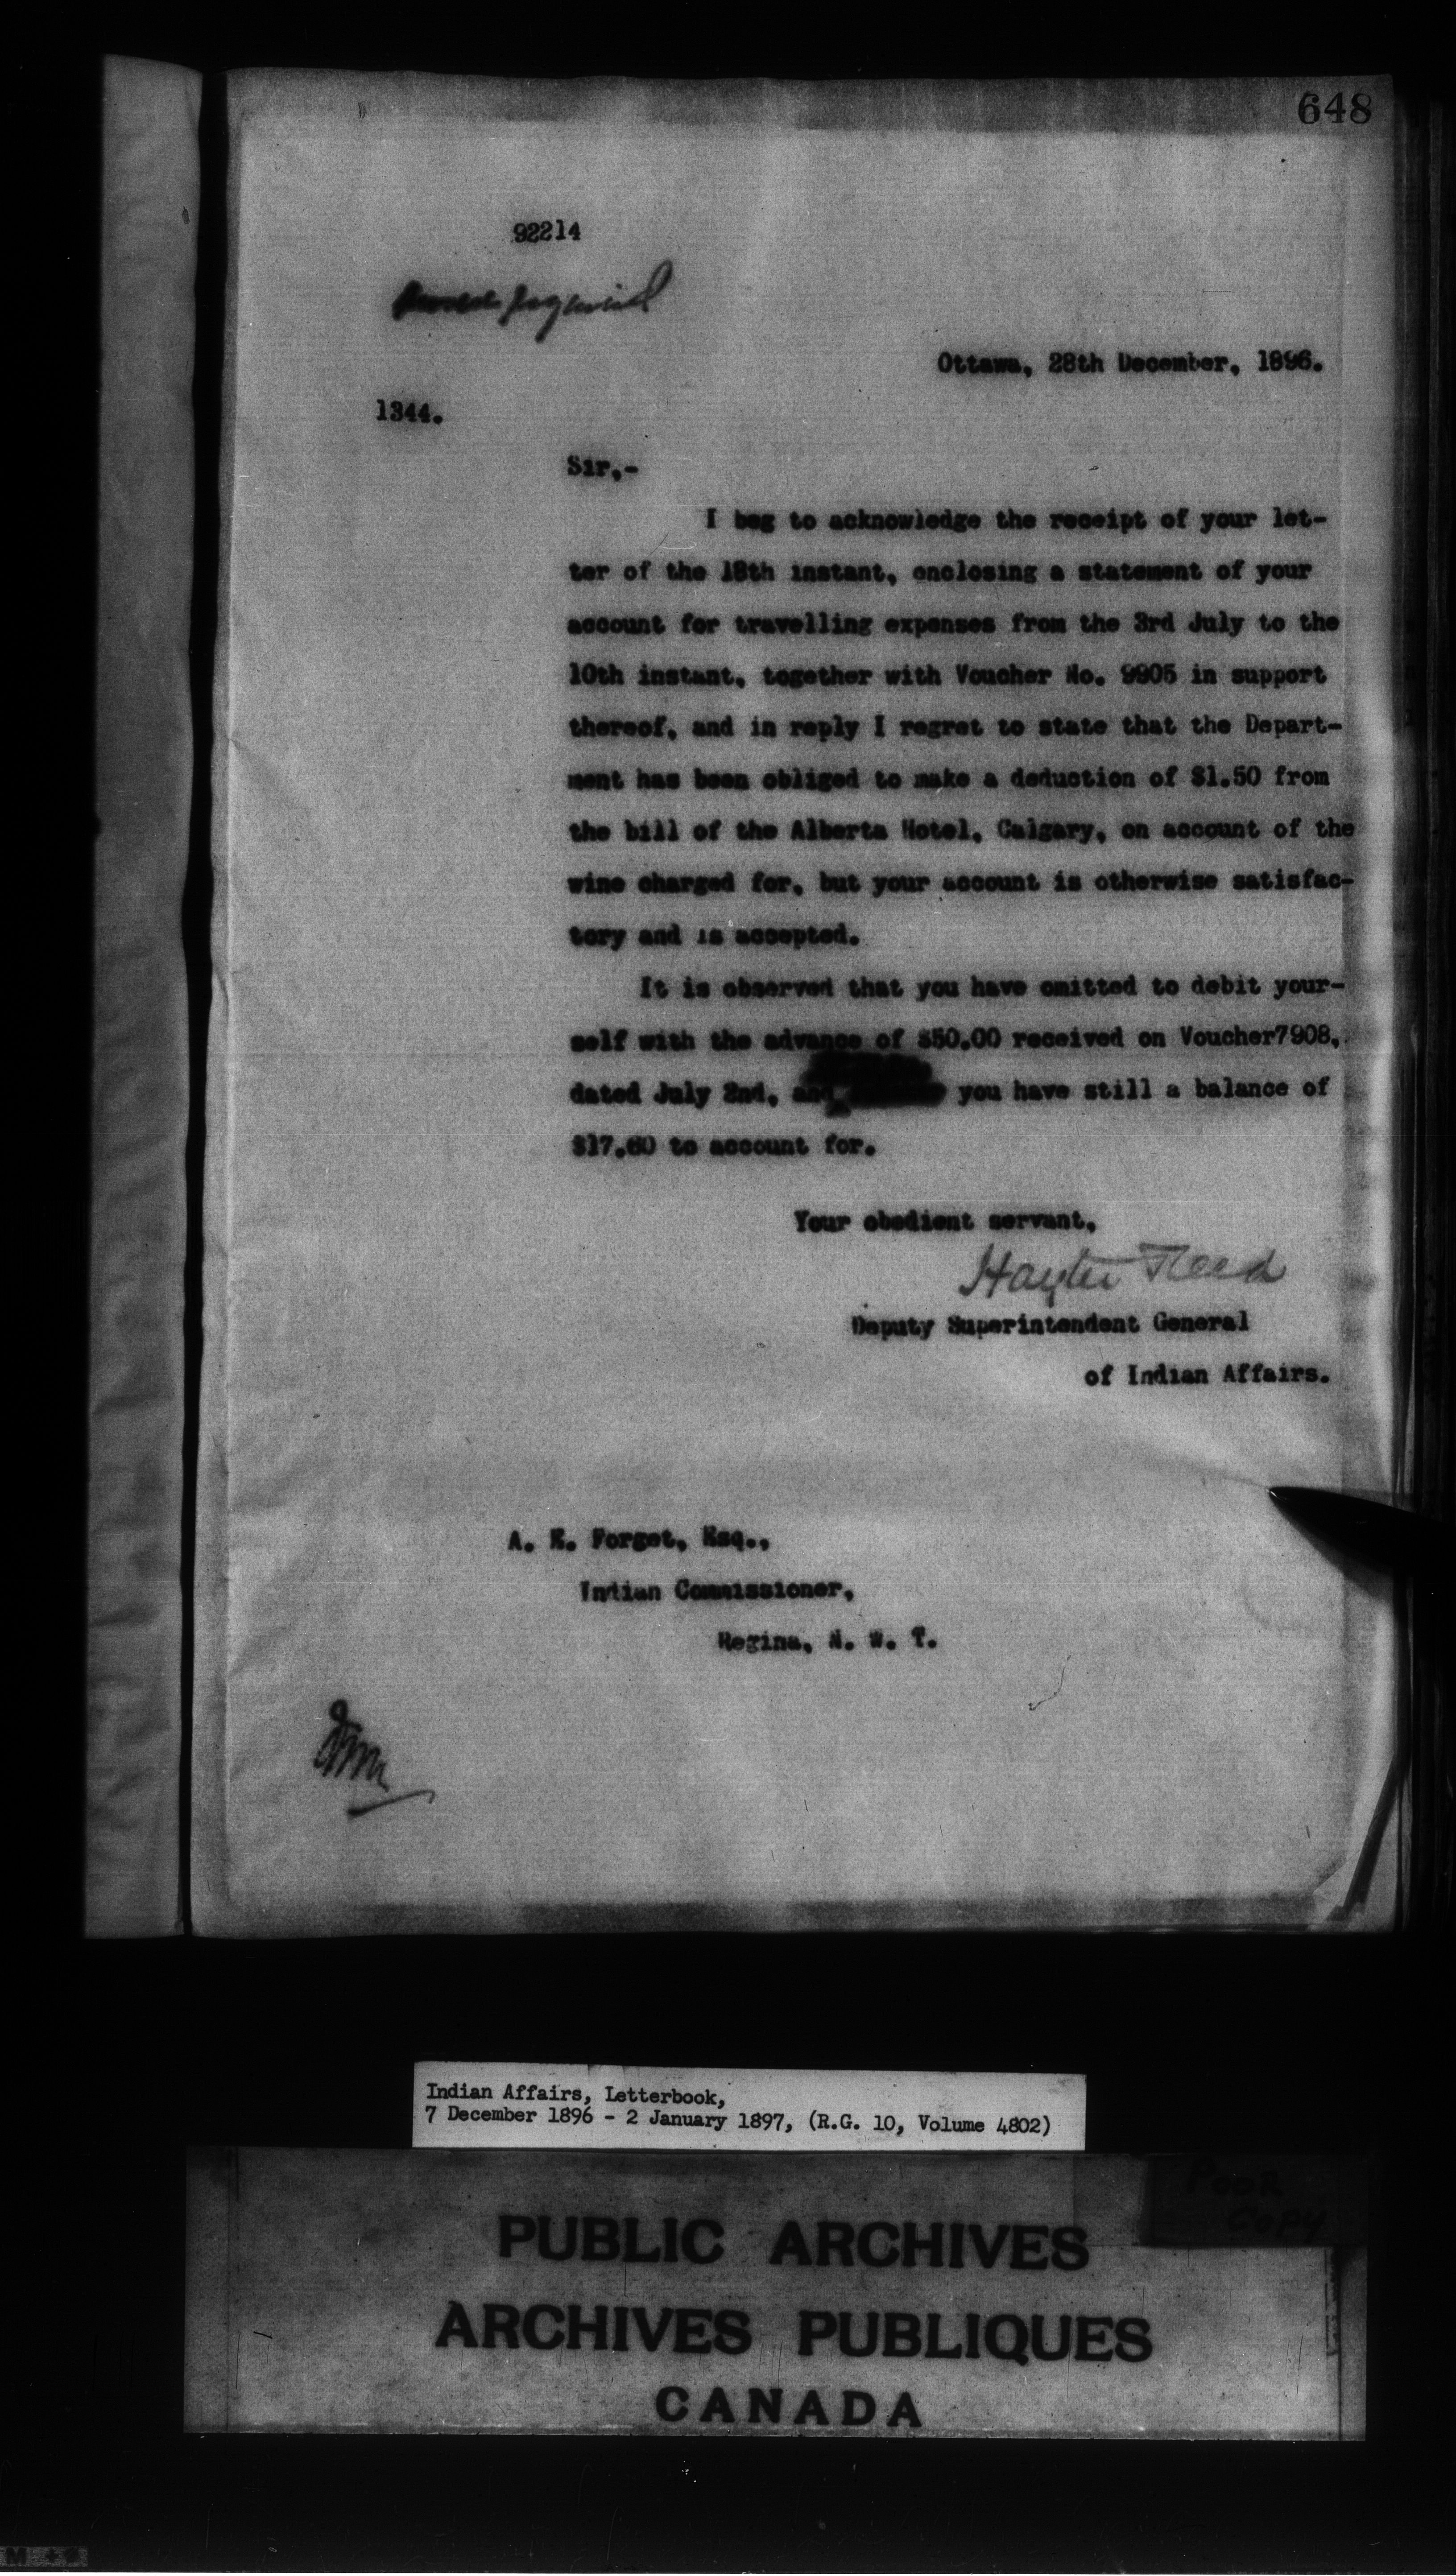 648
92214
Ottawa, 28th December, 1896.
1344.
Sir,-
I beg to acknowledge the receipt of your let-
ter of the 18th instant, enclosing a statement of your
account for travelling expenses from the 3rd July to the
10th instant, together with Voucher No. 9905 in support
thereof, and in reply I regret to state that the Depart-
ment has been obliged to make a deduction of $1.50 from
the bill of the Alberta Hotel, Calgary, on account of the
wine charged for, but your account is otherwise satisfac-
tory and is accepted.
It is observed that you have omitted to debit your-
self with the advance of $50.00 received on Voucher7908,
dated July 2nd, and you have still a balance of
$17.60 to account for.
Your obedient servant,
Hayter Reed
Deputy Superintendent General
of Indian Affairs.
A. E. Forget, Esq.,
Indian Commissioner,
Regina, N. W. T.
Indian Affairs, Letterbook,
7 December 1896 - 2 January 1897, (R.G. 10, Volume 4802)
POOR
COPY
PUBLIC ARCHIVES
ARCHIVES PUBLIQUES
CANADA